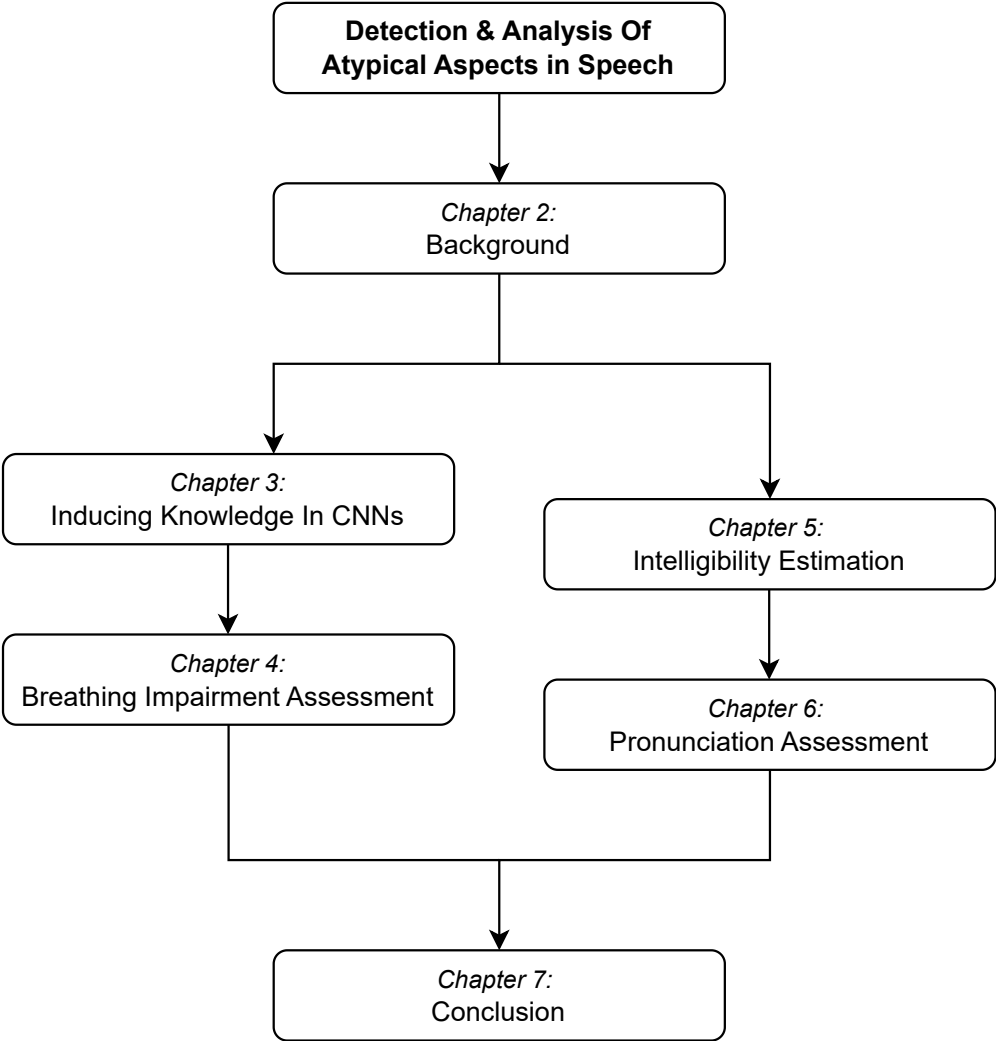 Detection & Analysis Of
Atypical Aspects in Speech
Chapter 2:
Background
Chapter 3:
Inducing Knowledge In CNNs
Chapter 4:
Breathing Impairment Assessment
Chapter 5:
Intelligibility Estimation
Chapter 6:
Pronunciation Assessment
Chapter 7:
Conclusion